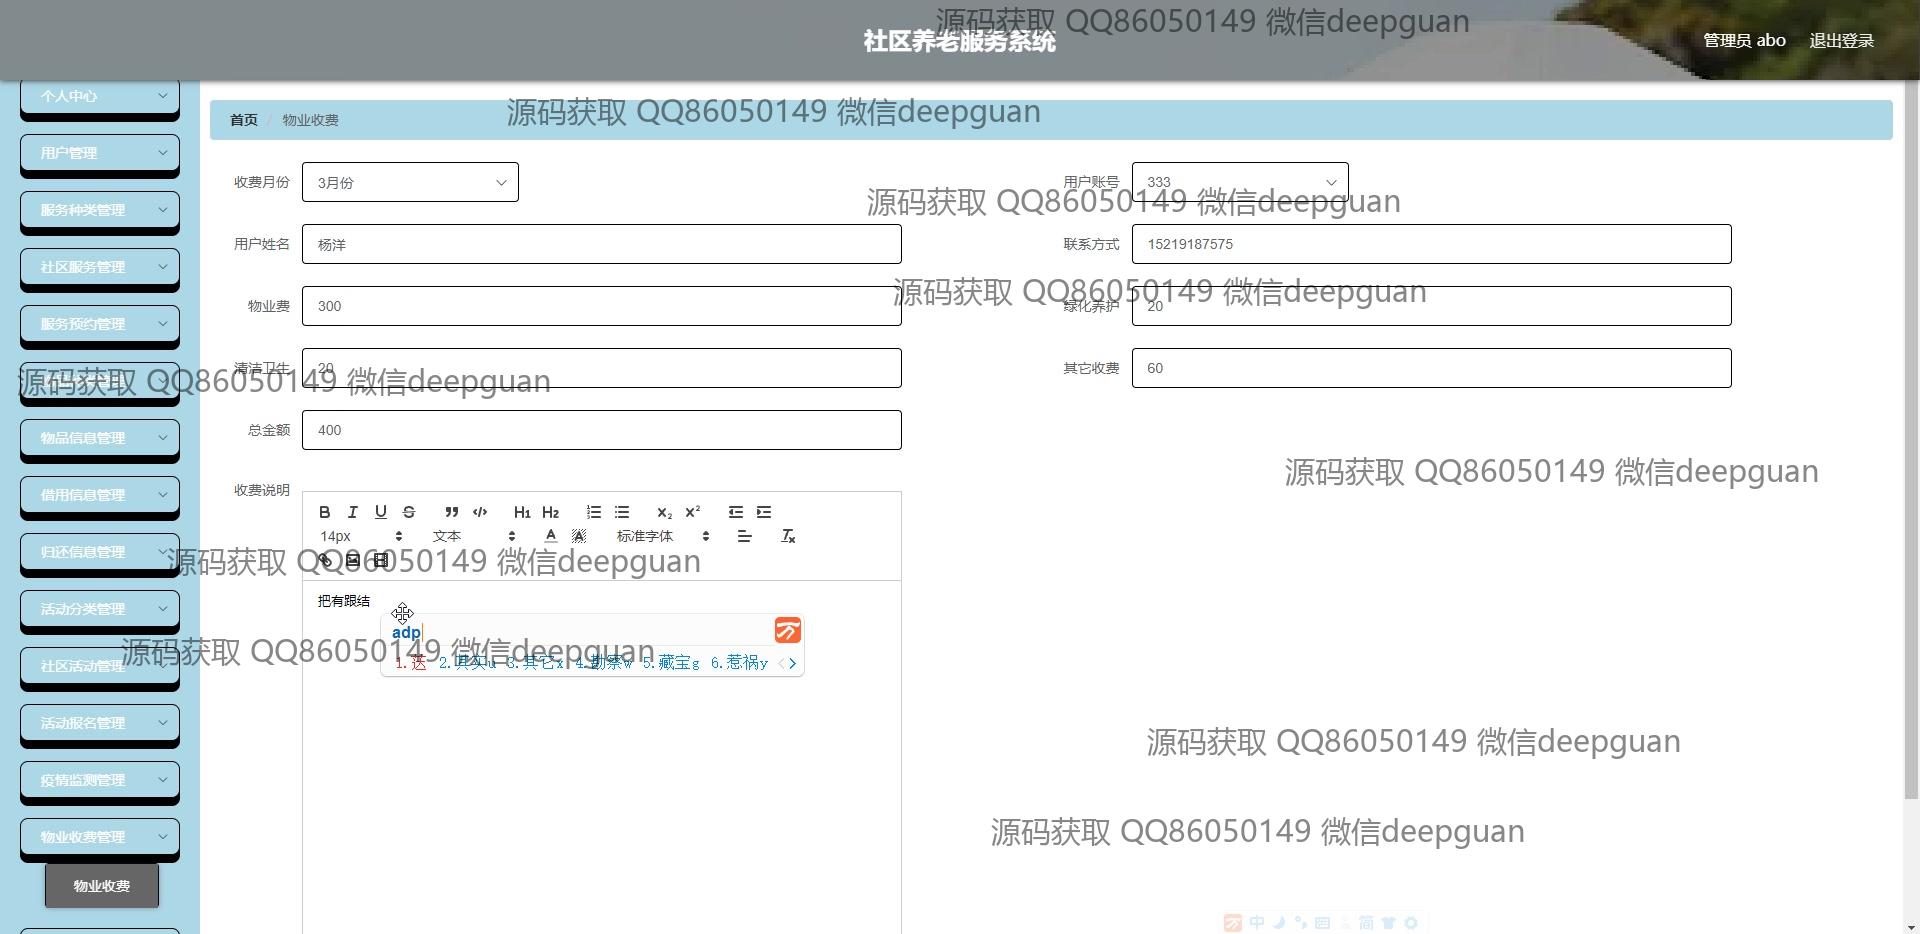 源码获取 QQ86050149 微信deepguan
社区养老服务系统
管理员 abo
退出登录
个人中心
首页 / 物业收费
源码获取 QQ86050149 微信deepguan
用户管理
收费月份 3月份
用户账号 333
源码获取 QQ86050149 微信deepguan
服务种类管理
用户姓名 杨洋
联系方式 15219187575
社区服务管理
源码获取 QQ86050149 微信deepguan
物业费 300
绿化养护 20
服务预约管理
清洁卫生 20
其它收费 60
源码获取 QQ86050149 微信deepguan
总金额 400
物品信息管理
源码获取 QQ86050149 微信deepguan
收费说明
借用信息管理
B I U S ” </> H1 H2 X2 X2
14px 文本 A 标准字体 Tx
归还信息管理
源码获取 QQ86050149 微信deepguan
把有跟结
活动分类管理
adp
源码获取 QQ86050149 微信deepguan
社区活动管理
2.其实u 3.其它x 4.勘察w 5.藏宝g 6.惹祸y
活动报名管理
源码获取 QQ86050149 微信deepguan
疫情监测管理
源码获取 QQ86050149 微信deepguan
物业收费管理
物业收费
中 简